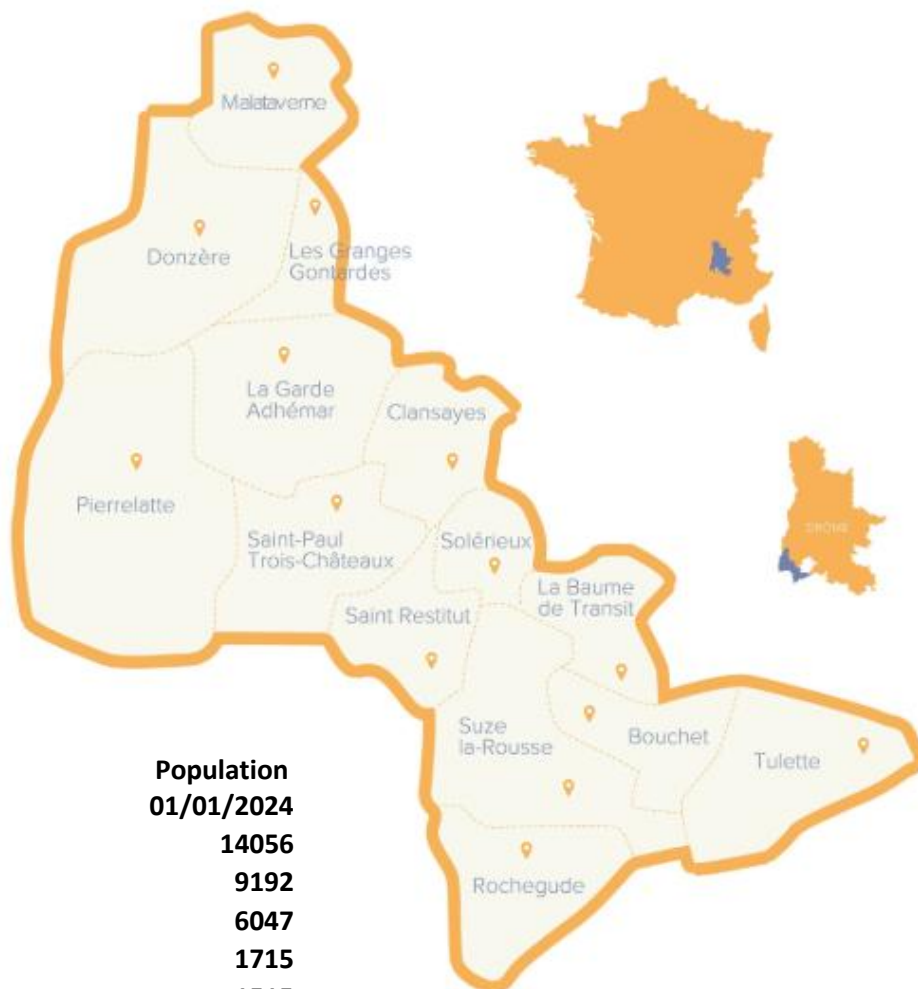 Malataverne
Donzère
Les Granges
Gontardes
La Garde
Adhémar
Clansayes
Pierrelatte
Saint-Paul
Trois-Châteaux
Solérieux
DRÔME
La Baume
de Transit
Saint Restitut
Suze
la-Rousse
Bouchet
Tulette
Population
01/01/2024
14056
9192
6047
1715
Rochegude